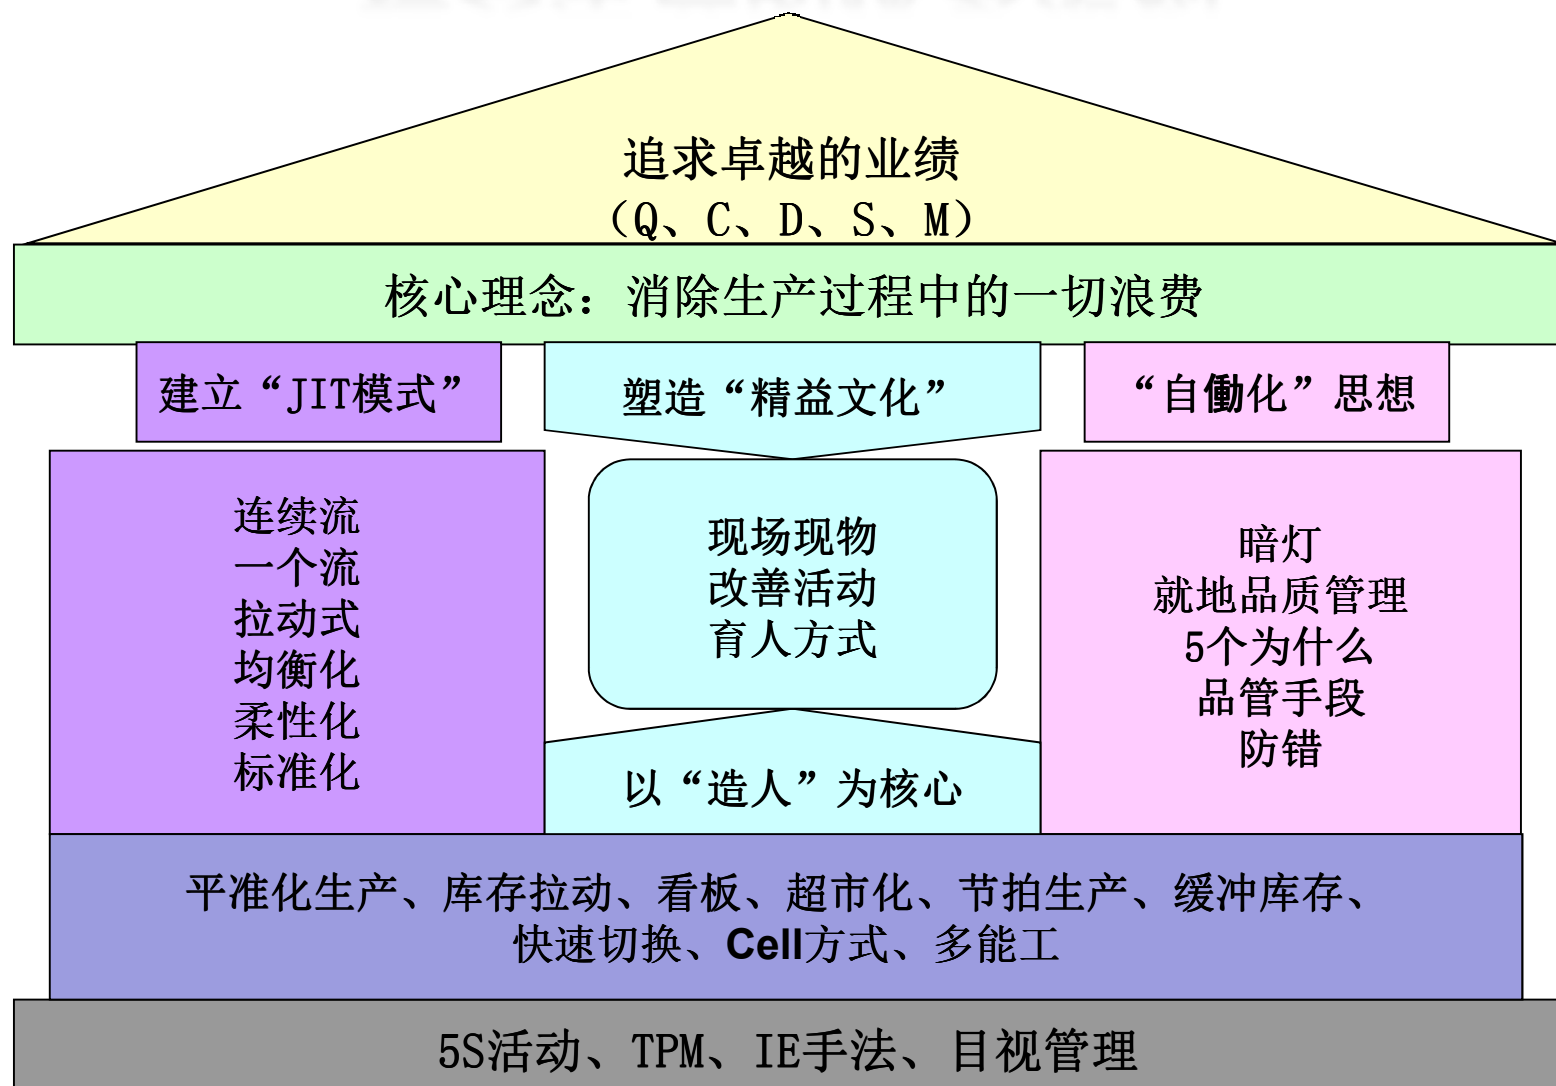 追求卓越的业绩
（Q、C、D、S、M）
核心理念：消除生产过程中的一切浪费
建立“JIT模式”
塑造“精益文化”
“自働化”思想
连续流
一个流
拉动式
均衡化
柔性化
标准化
现场现物
改善活动
育人方式
以“造人”为核心
暗灯
就地品质管理
5个为什么
品管手段
防错
平准化生产、库存拉动、看板、超市化、节拍生产、缓冲库存、
快速切换、Cell方式、多能工
5S活动、TPM、IE手法、目视管理